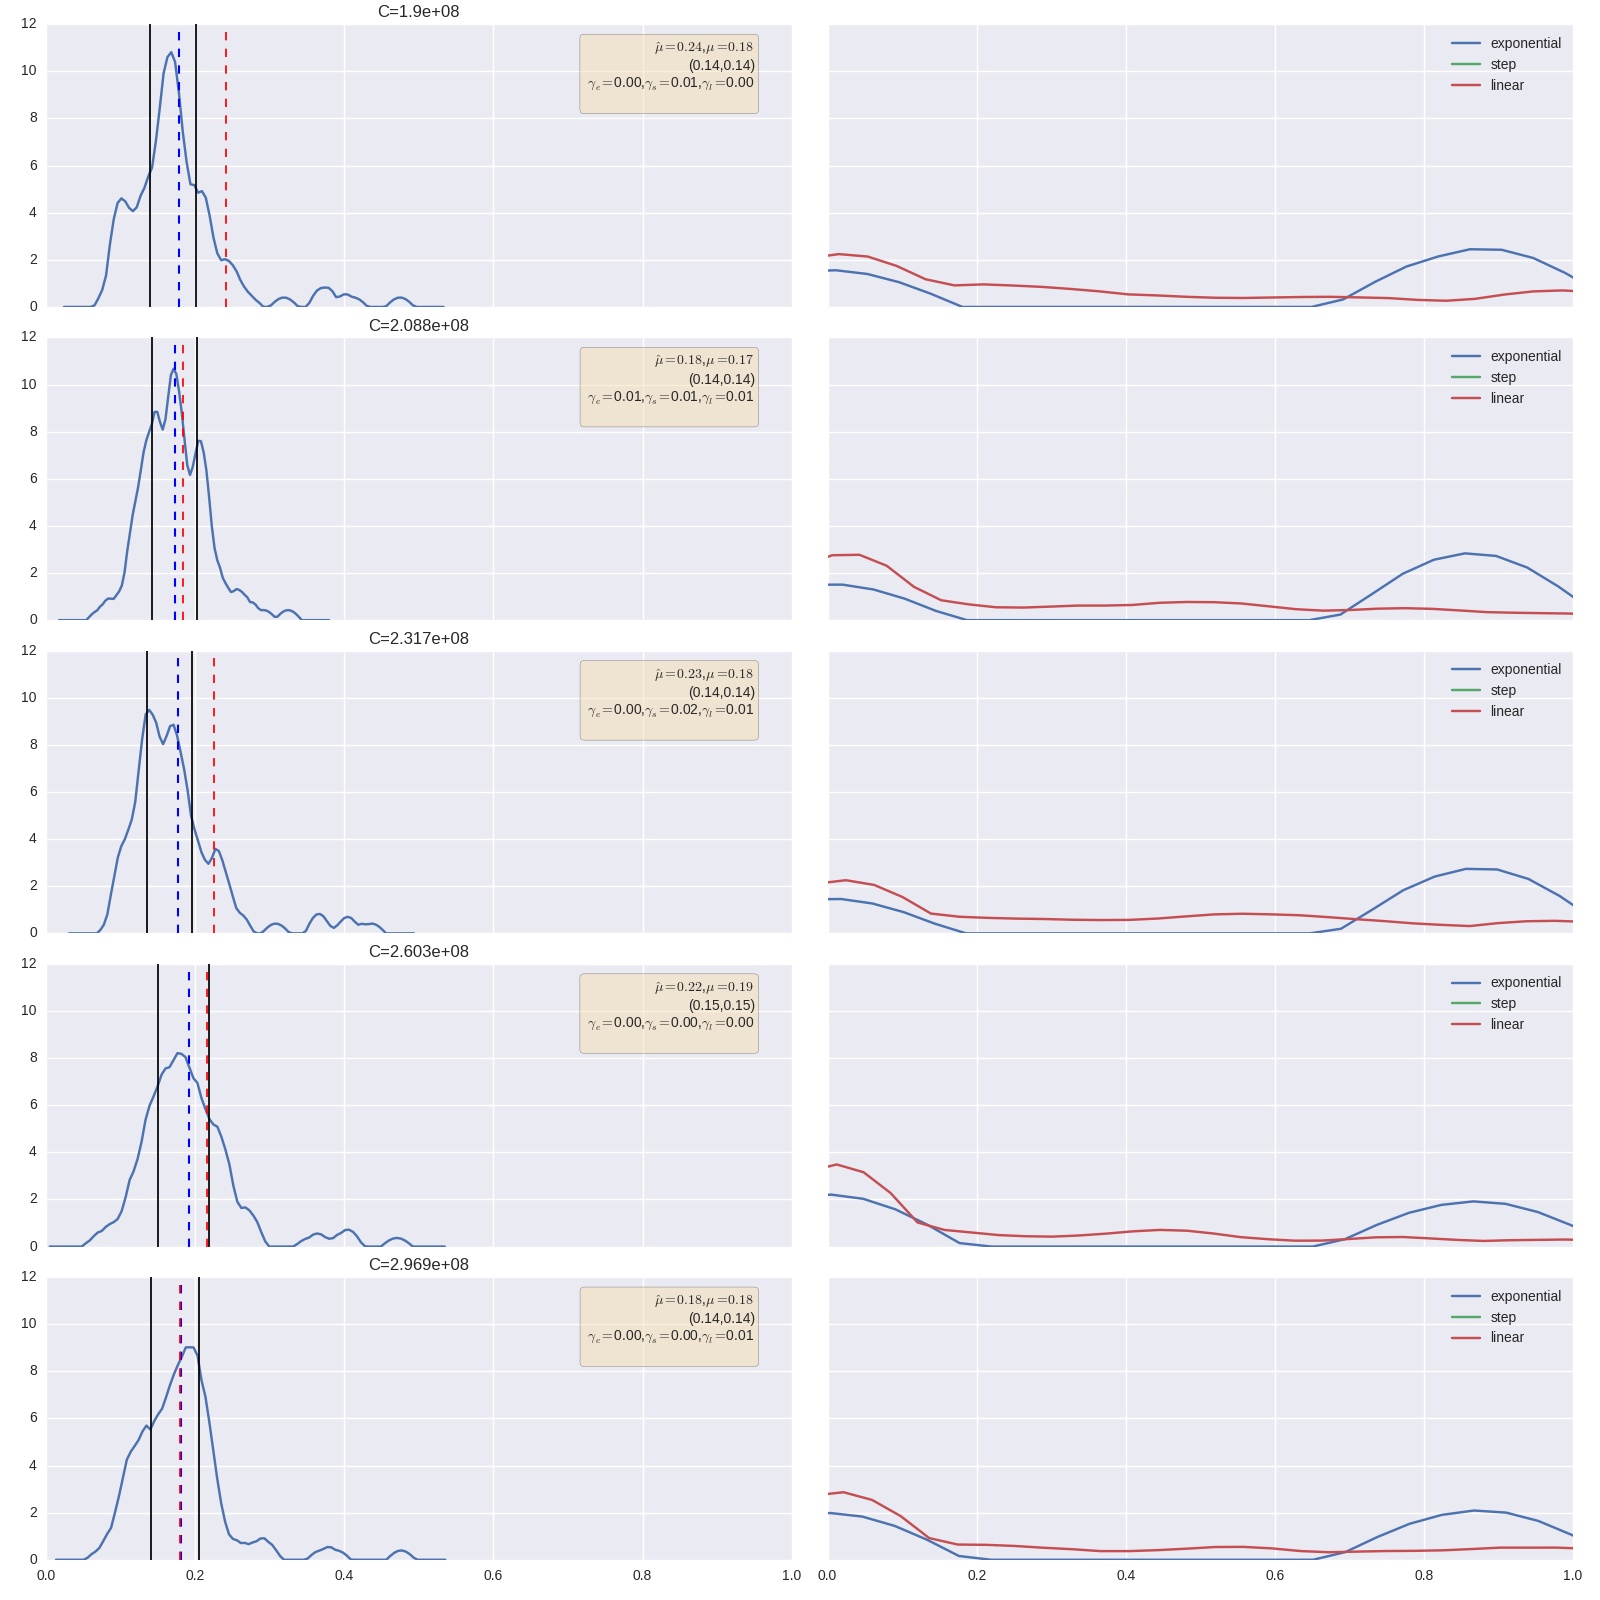 C=1.9e+08
12
10
8
6
4
2
0
μ̂ = 0.24, μ = 0.18
(0.14,0.14)
γₑ = 0.00, γₛ = 0.01, γₗ = 0.00
exponential
step
linear
C=2.088e+08
12
10
8
6
4
2
0
μ̂ = 0.18, μ = 0.17
(0.14,0.14)
γₑ = 0.01, γₛ = 0.01, γₗ = 0.01
exponential
step
linear
C=2.317e+08
12
10
8
6
4
2
0
μ̂ = 0.23, μ = 0.18
(0.14,0.14)
γₑ = 0.00, γₛ = 0.02, γₗ = 0.01
exponential
step
linear
C=2.603e+08
12
10
8
6
4
2
0
μ̂ = 0.22, μ = 0.19
(0.15,0.15)
γₑ = 0.00, γₛ = 0.00, γₗ = 0.00
exponential
step
linear
C=2.969e+08
12
10
8
6
4
2
0
μ̂ = 0.18, μ = 0.18
(0.14,0.14)
γₑ = 0.00, γₛ = 0.00, γₗ = 0.01
exponential
step
linear
0.0 0.2 0.4 0.6 0.8 1.0
0.0 0.2 0.4 0.6 0.8 1.0